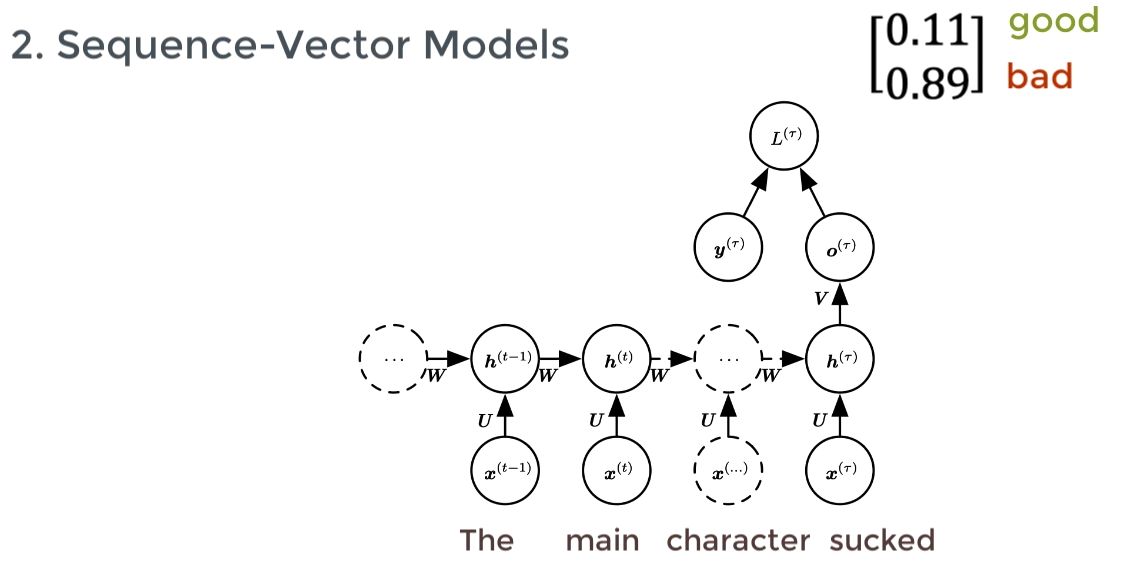 2. Sequence-Vector Models
[0.11] good
[0.89] bad
L^(τ)
y^(τ) o^(τ)
V
... h^(t−1) h^(t) ... h^(τ)
W W W W
U U U U
x^(t−1) x^(t) x^(...) x^(τ)
The main character sucked